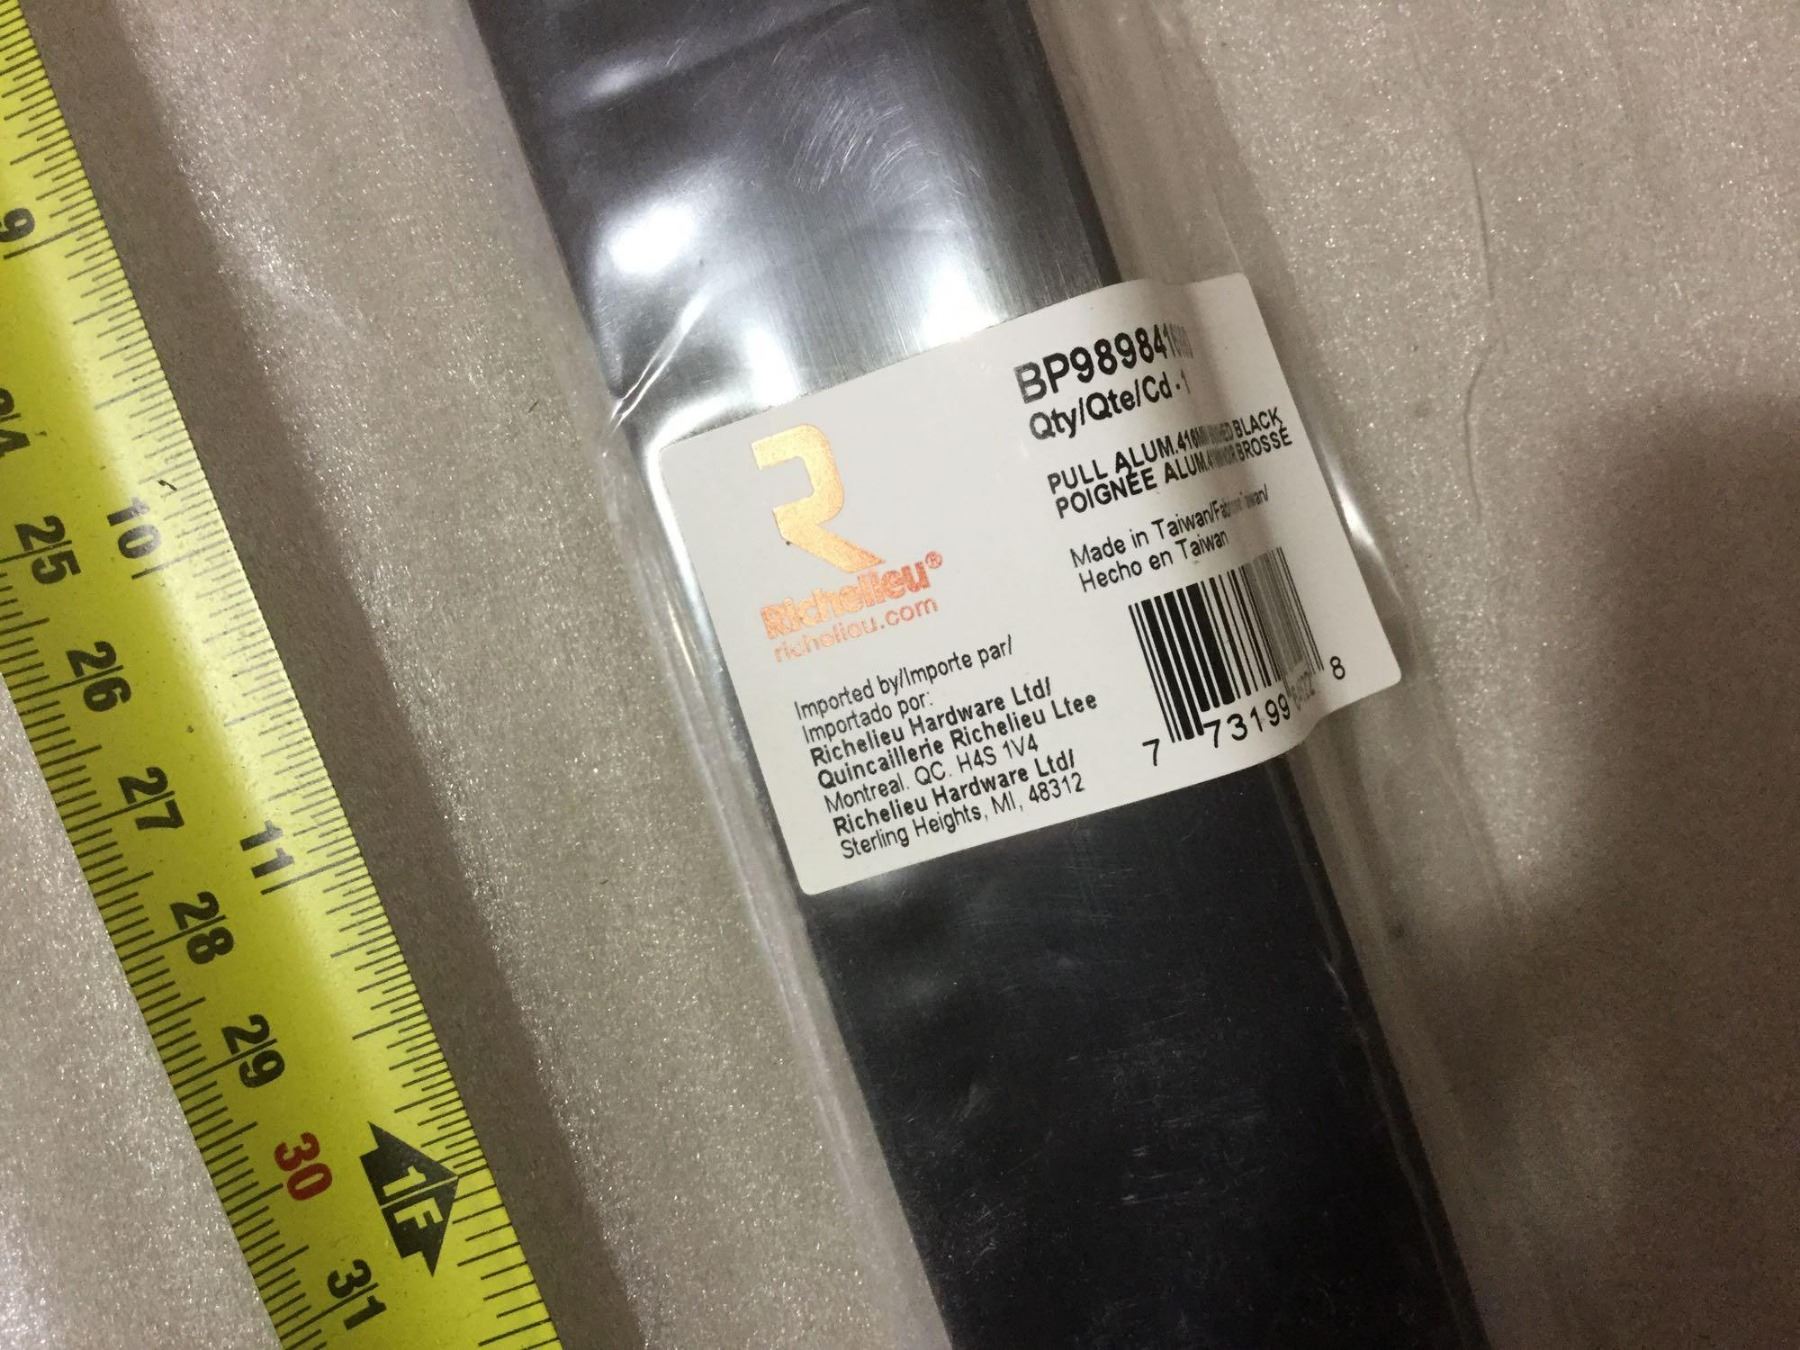 9
10
25
26
11
27
28
29
30
1F
31
Qty/Qte/Cd - 1
PULL ALUM. BLACK
POIGNÉE ALUM. BROSSÉ
Made in Taiwan/
Hecho en Taiwan
R
Richelieu®
richelieu.com
Imported by/Importe par/
Importado por:
Richelieu Hardware Ltd/
Quincaillerie Richelieu Ltee
Montreal. QC. H4S 1V4
Richelieu Hardware Ltd/
Sterling Heights, MI, 48312
7 73199 8